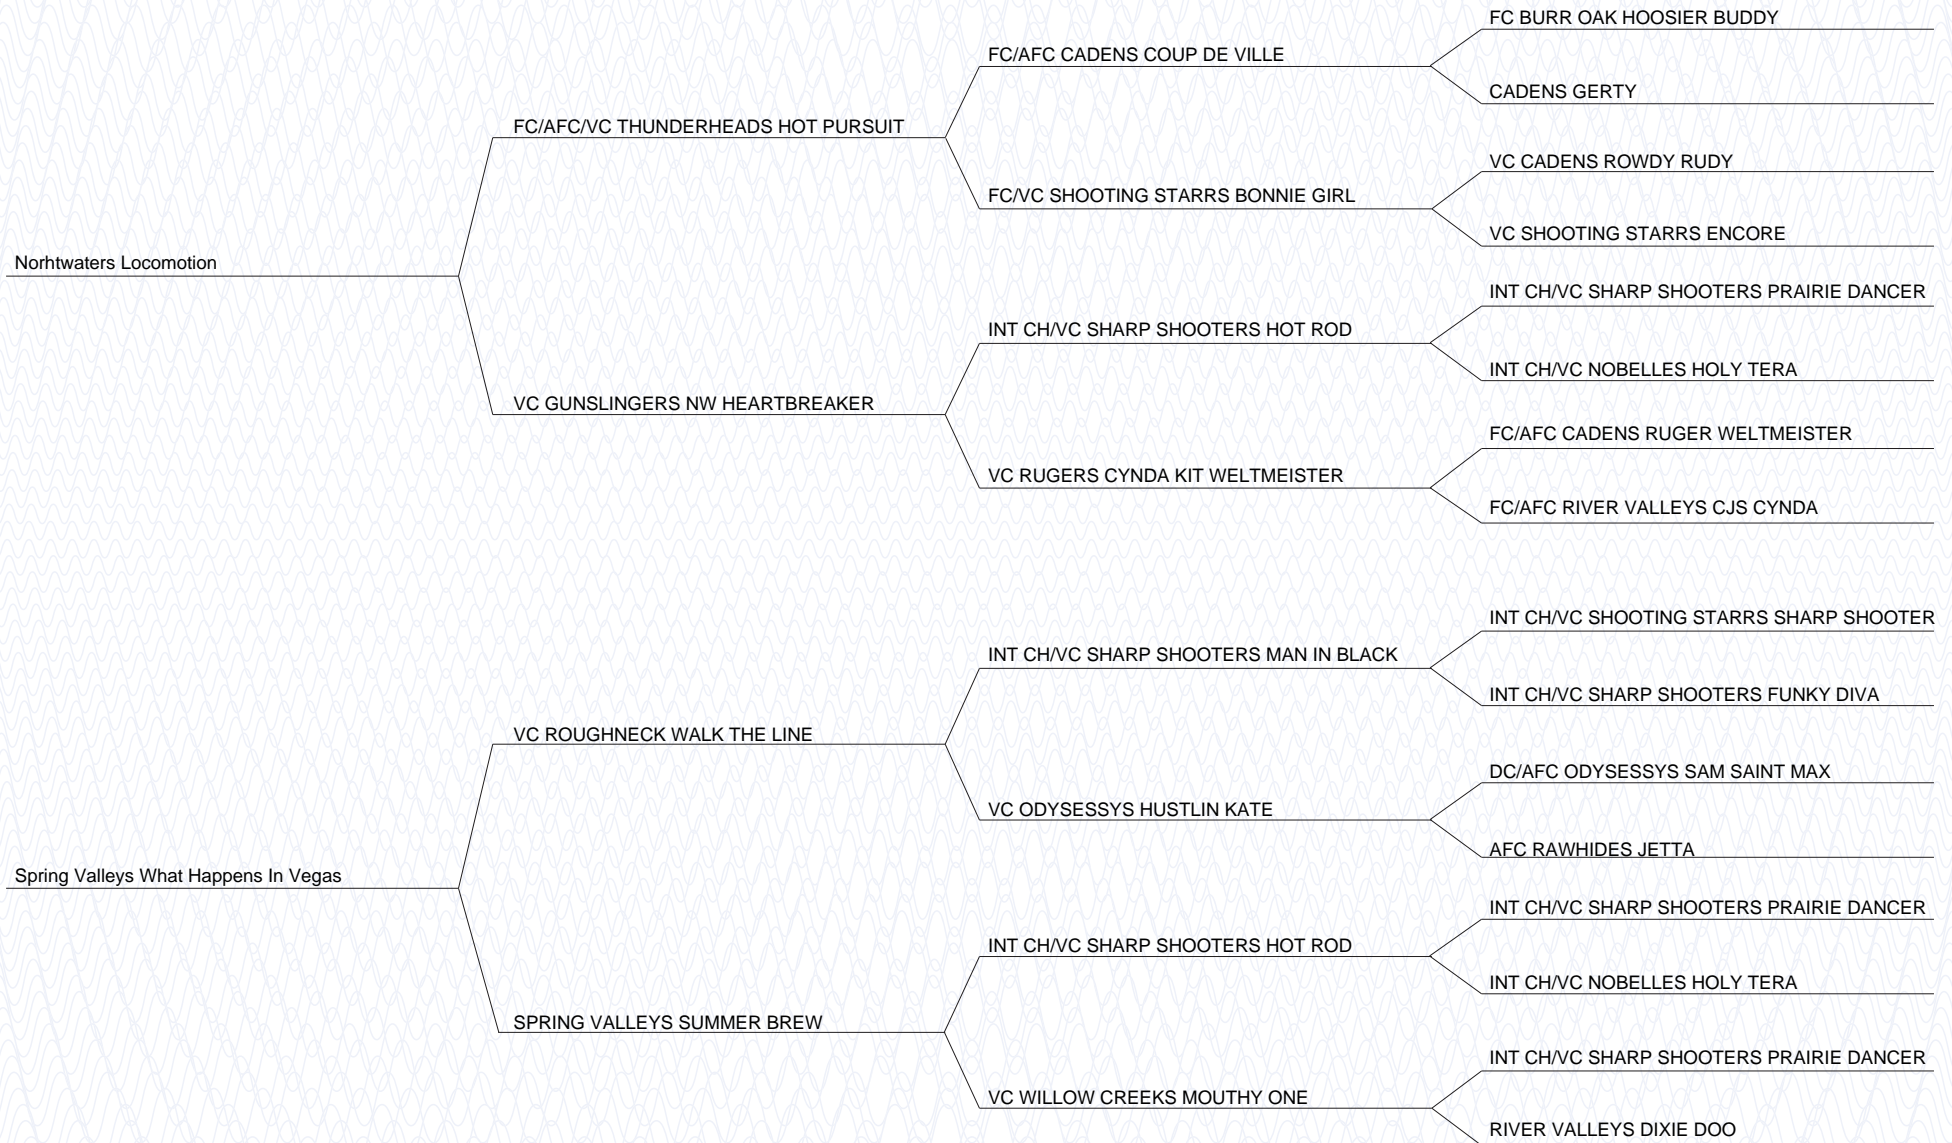 FC BURR OAK HOOSIER BUDDY
FC/AFC CADENS COUP DE VILLE
CADENS GERTY
FC/AFC/VC THUNDERHEADS HOT PURSUIT
VC CADENS ROWDY RUDY
FC/VC SHOOTING STARRS BONNIE GIRL
VC SHOOTING STARRS ENCORE
Norhtwaters Locomotion
INT CH/VC SHARP SHOOTERS PRAIRIE DANCER
INT CH/VC SHARP SHOOTERS HOT ROD
INT CH/VC NOBELLES HOLY TERA
VC GUNSLINGERS NW HEARTBREAKER
FC/AFC CADENS RUGER WELTMEISTER
VC RUGERS CYNDA KIT WELTMEISTER
FC/AFC RIVER VALLEYS CJS CYNDA
INT CH/VC SHOOTING STARRS SHARP SHOOTER
INT CH/VC SHARP SHOOTERS MAN IN BLACK
INT CH/VC SHARP SHOOTERS FUNKY DIVA
VC ROUGHNECK WALK THE LINE
DC/AFC ODYSESSYS SAM SAINT MAX
VC ODYSESSYS HUSTLIN KATE
AFC RAWHIDES JETTA
Spring Valleys What Happens In Vegas
INT CH/VC SHARP SHOOTERS PRAIRIE DANCER
INT CH/VC SHARP SHOOTERS HOT ROD
INT CH/VC NOBELLES HOLY TERA
SPRING VALLEYS SUMMER BREW
INT CH/VC SHARP SHOOTERS PRAIRIE DANCER
VC WILLOW CREEKS MOUTHY ONE
RIVER VALLEYS DIXIE DOO